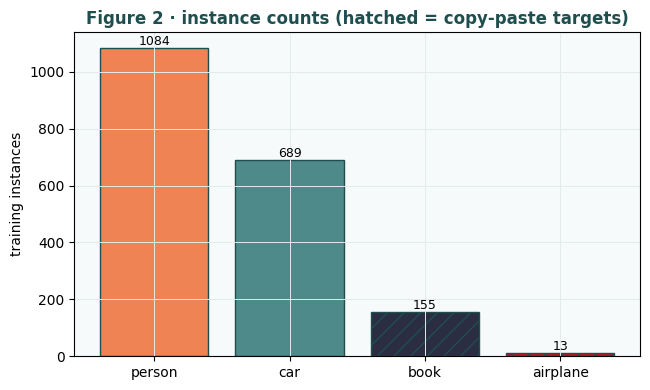 Figure 2 · instance counts (hatched = copy-paste targets)
training instances
1000
800
600
400
200
0
1084
689
155
13
person
car
book
airplane